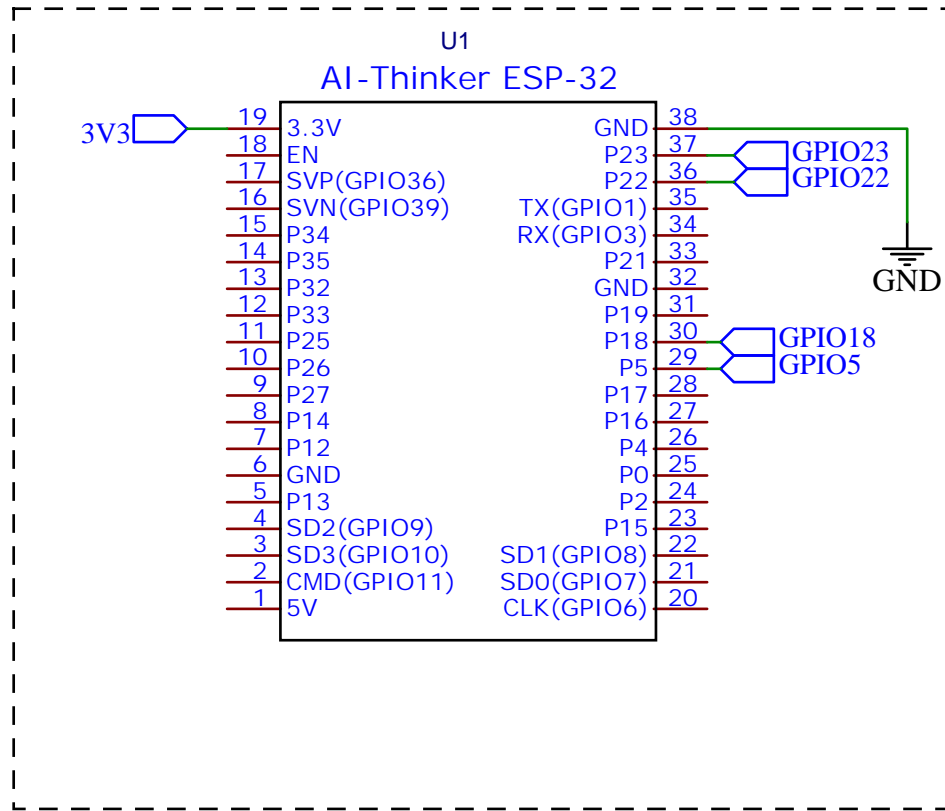 U1
AI-Thinker ESP-32
3V3
19 3.3V
18 EN
17 SVP(GPIO36)
16 SVN(GPIO39)
15 P34
14 P35
13 P32
12 P33
11 P25
10 P26
9 P27
8 P14
7 P12
6 GND
5 P13
4 SD2(GPIO9)
3 SD3(GPIO10)
2 CMD(GPIO11)
1 5V
GND 38
P23 37 GPIO23
P22 36 GPIO22
TX(GPIO1) 35
RX(GPIO3) 34
P21 33
GND 32
P19 31
P18 30 GPIO18
P5 29 GPIO5
P17 28
P16 27
P4 26
P0 25
P2 24
P15 23
SD1(GPIO8) 22
SD0(GPIO7) 21
CLK(GPIO6) 20
GND